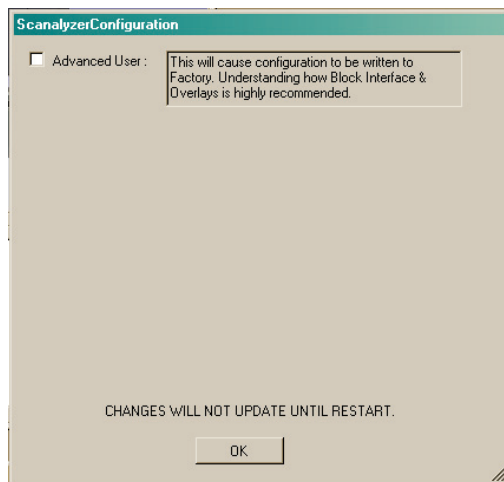 ScanalyzerConfiguration
Advanced User :
This will cause configuration to be written to
Factory. Understanding how Block Interface &
Overlays is highly recommended.
CHANGES WILL NOT UPDATE UNTIL RESTART.
OK